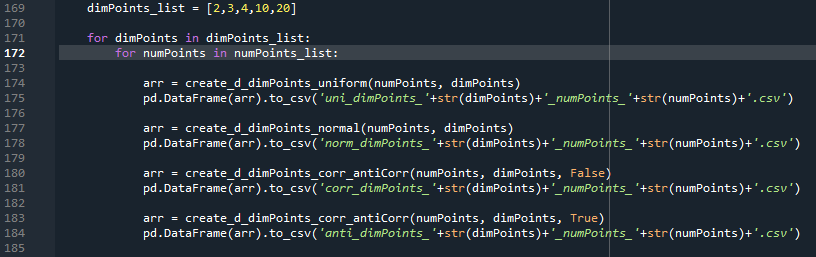 169 dimPoints_list = [2,3,4,10,20]
170
171 for dimPoints in dimPoints_list:
172 for numPoints in numPoints_list:
173
174 arr = create_d_dimPoints_uniform(numPoints, dimPoints)
175 pd.DataFrame(arr).to_csv('uni_dimPoints_'+str(dimPoints)+'_numPoints_'+str(numPoints)+'.csv')
176
177 arr = create_d_dimPoints_normal(numPoints, dimPoints)
178 pd.DataFrame(arr).to_csv('norm_dimPoints_'+str(dimPoints)+'_numPoints_'+str(numPoints)+'.csv')
179
180 arr = create_d_dimPoints_corr_antiCorr(numPoints, dimPoints, False)
181 pd.DataFrame(arr).to_csv('corr_dimPoints_'+str(dimPoints)+'_numPoints_'+str(numPoints)+'.csv')
182
183 arr = create_d_dimPoints_corr_antiCorr(numPoints, dimPoints, True)
184 pd.DataFrame(arr).to_csv('anti_dimPoints_'+str(dimPoints)+'_numPoints_'+str(numPoints)+'.csv')
185